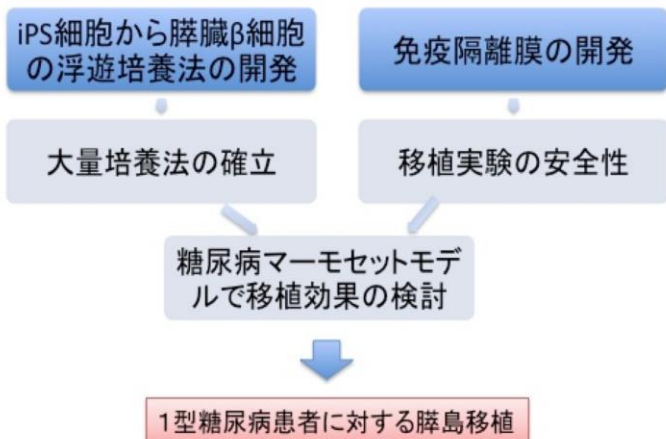 iPS細胞から膵臓β細胞
の浮遊培養法の開発
免疫隔離膜の開発
大量培養法の確立
移植実験の安全性
糖尿病マーモセットモデ
ルで移植効果の検討
1型糖尿病患者に対する膵島移植